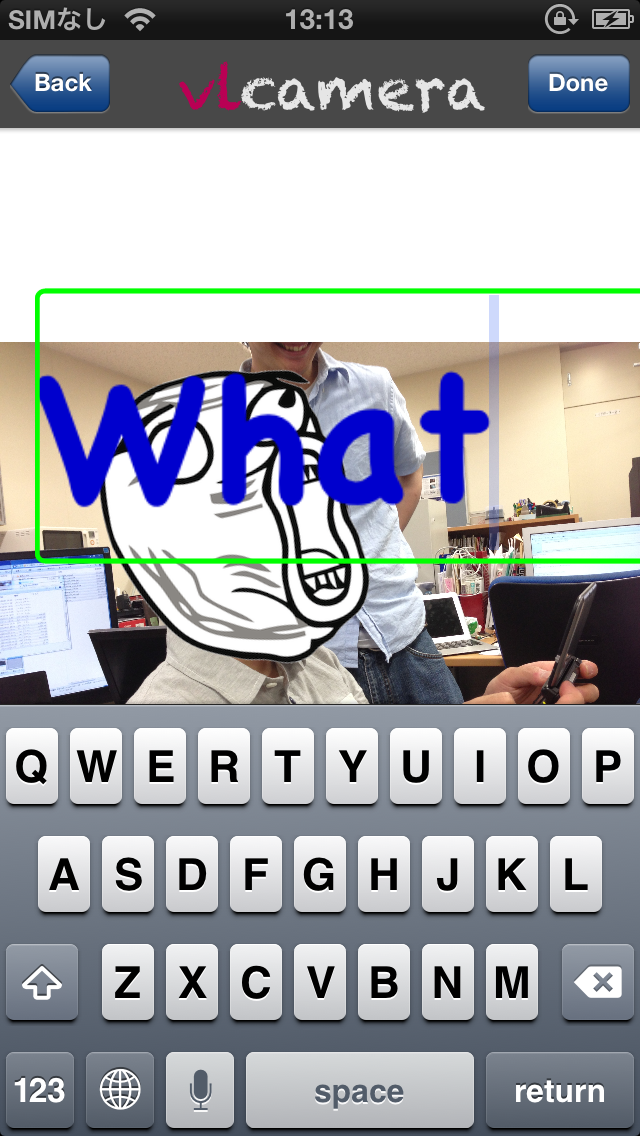 SIMなし 13:13
Back vlcamera Done
What
Q W E R T Y U I O P
A S D F G H J K L
Z X C V B N M
123 space return